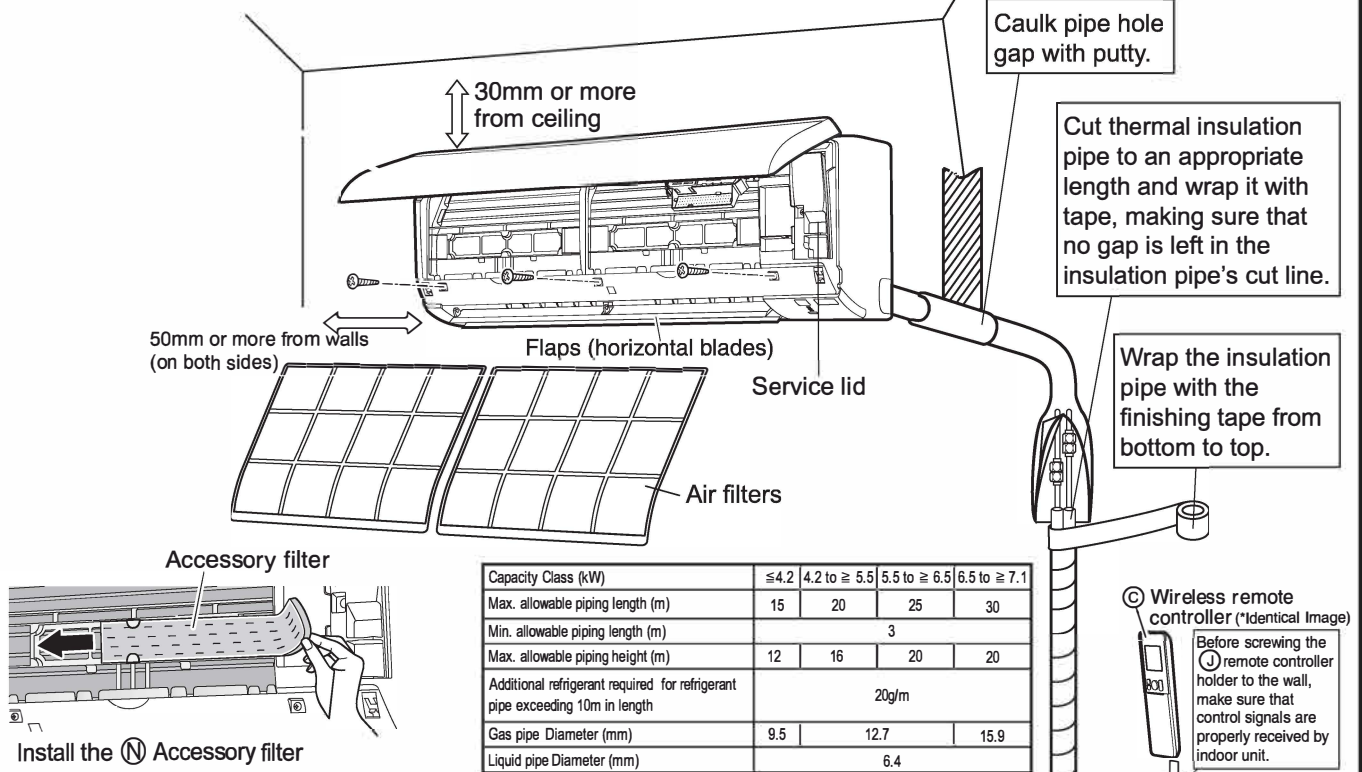 Caulk pipe hole
gap with putty.
30mm or more
from ceiling
Cut thermal insulation
pipe to an appropriate
length and wrap it with
tape, making sure that
no gap is left in the
insulation pipe's cut line.
50mm or more from walls
(on both sides)
Flaps (horizontal blades)
Service lid
Wrap the insulation
pipe with the
finishing tape from
bottom to top.
Air filters
Accessory filter
Install the Ⓝ Accessory filter
Capacity Class (kW) ≦4.2 4.2 to ≧ 5.5 5.5 to ≧ 6.5 6.5 to ≧ 7.1
Max. allowable piping length (m) 15 20 25 30
Min. allowable piping length (m) 3
Max. allowable piping height (m) 12 16 20 20
Additional refrigerant required for refrigerant
pipe exceeding 10m in length 20g/m
Gas pipe Diameter (mm) 9.5 12.7 15.9
Liquid pipe Diameter (mm) 6.4
Ⓒ Wireless remote
controller (*Identical Image)
Before screwing the
Ⓙ remote controller
holder to the wall,
make sure that
control signals are
properly received by
indoor unit.